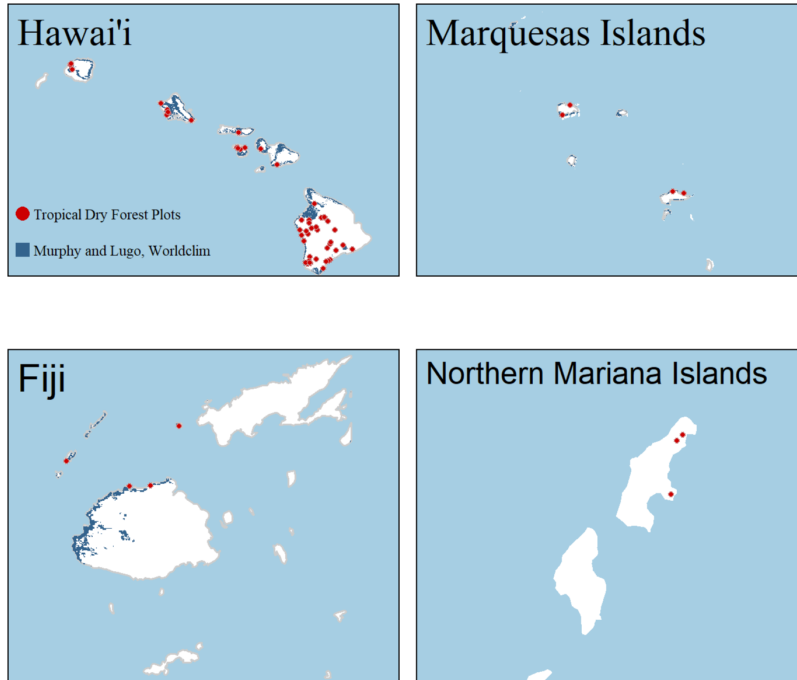 Hawai'i
Marquesas Islands
Tropical Dry Forest Plots
Murphy and Lugo, Worldclim
Fiji
Northern Mariana Islands